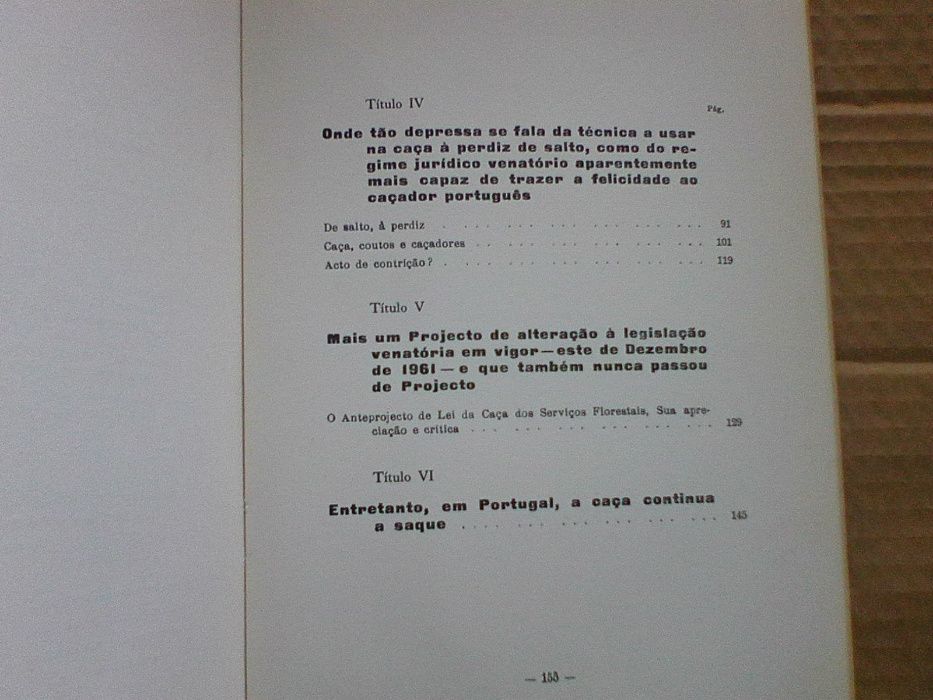 Título IV
Pág.
Onde tão depressa se fala da técnica a usar
na caça à perdiz de salto, como do re-
gime jurídico venatório aparentemente
mais capaz de trazer a felicidade ao
caçador português
De salto, à perdiz . . . . . . . . . . . . . . . 91
Caça, coutos e caçadores . . . . . . . . . . . . . 101
Acto de contrição? . . . . . . . . . . . . . . . 119
Título V
Mais um Projecto de alteração à legislação
venatória em vigor — este de Dezembro
de 1961 — e que também nunca passou
de Projecto
O Anteprojecto de Lei da Caça dos Serviços Florestais, Sua apre-
ciação e crítica . . . . . . . . . . . . . . . 129
Título VI
Entretanto, em Portugal, a caça continua
a saque . . . . . . . . . . . . . . . 145
— 155 —